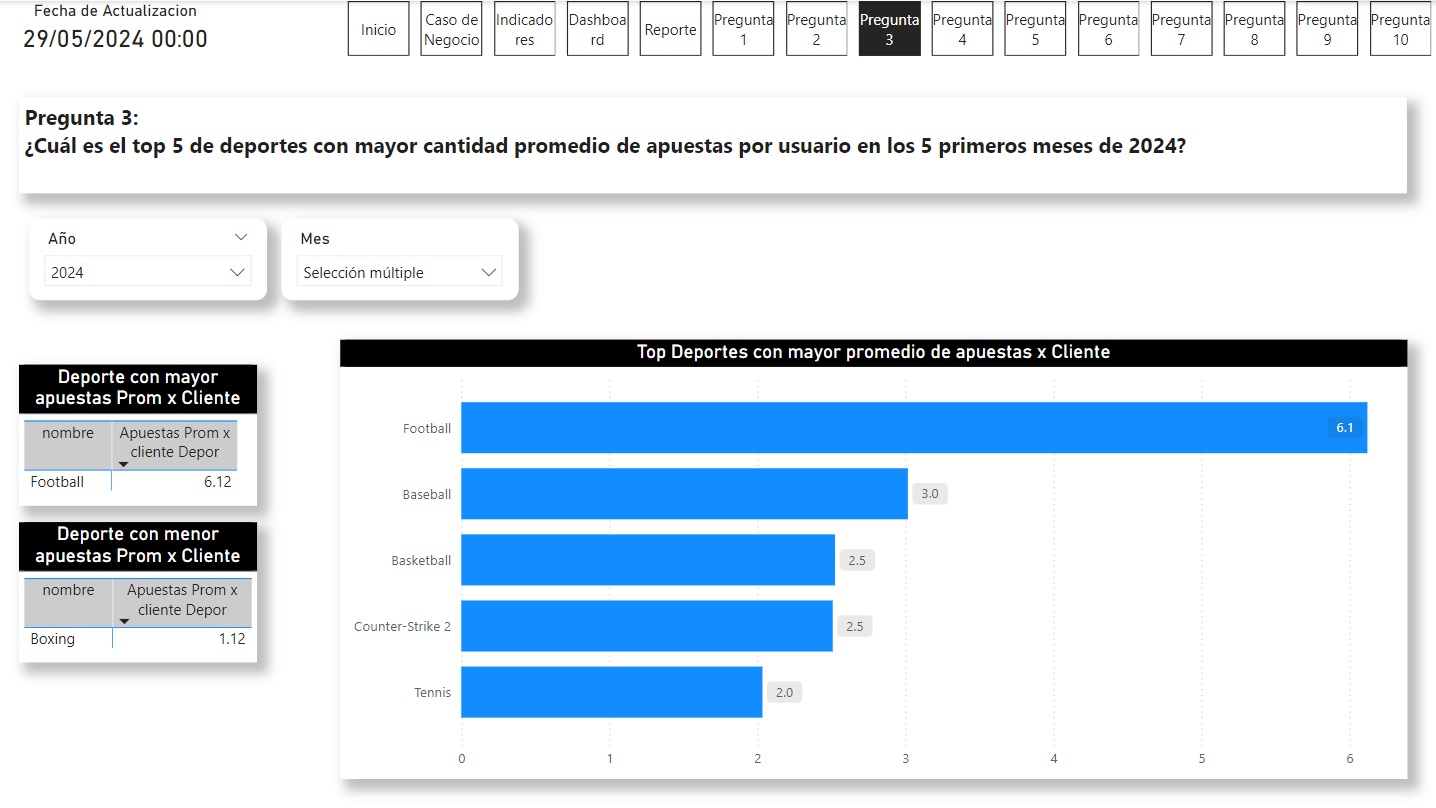 Fecha de Actualizacion
29/05/2024 00:00
Inicio
Caso de
Negocio
Indicado
res
Dashboa
rd
Reporte
Pregunta
1
Pregunta
2
Pregunta
3
Pregunta
4
Pregunta
5
Pregunta
6
Pregunta
7
Pregunta
8
Pregunta
9
Pregunta
10
Pregunta 3:
¿Cuál es el top 5 de deportes con mayor cantidad promedio de apuestas por usuario en los 5 primeros meses de 2024?
Año
2024
Mes
Selección múltiple
Deporte con mayor
apuestas Prom x Cliente
nombre
Apuestas Prom x
cliente Depor
Football 6.12
Deporte con menor
apuestas Prom x Cliente
nombre
Apuestas Prom x
cliente Depor
Boxing 1.12
Top Deportes con mayor promedio de apuestas x Cliente
Football 6.1
Baseball 3.0
Basketball 2.5
Counter-Strike 2 2.5
Tennis 2.0
0 1 2 3 4 5 6